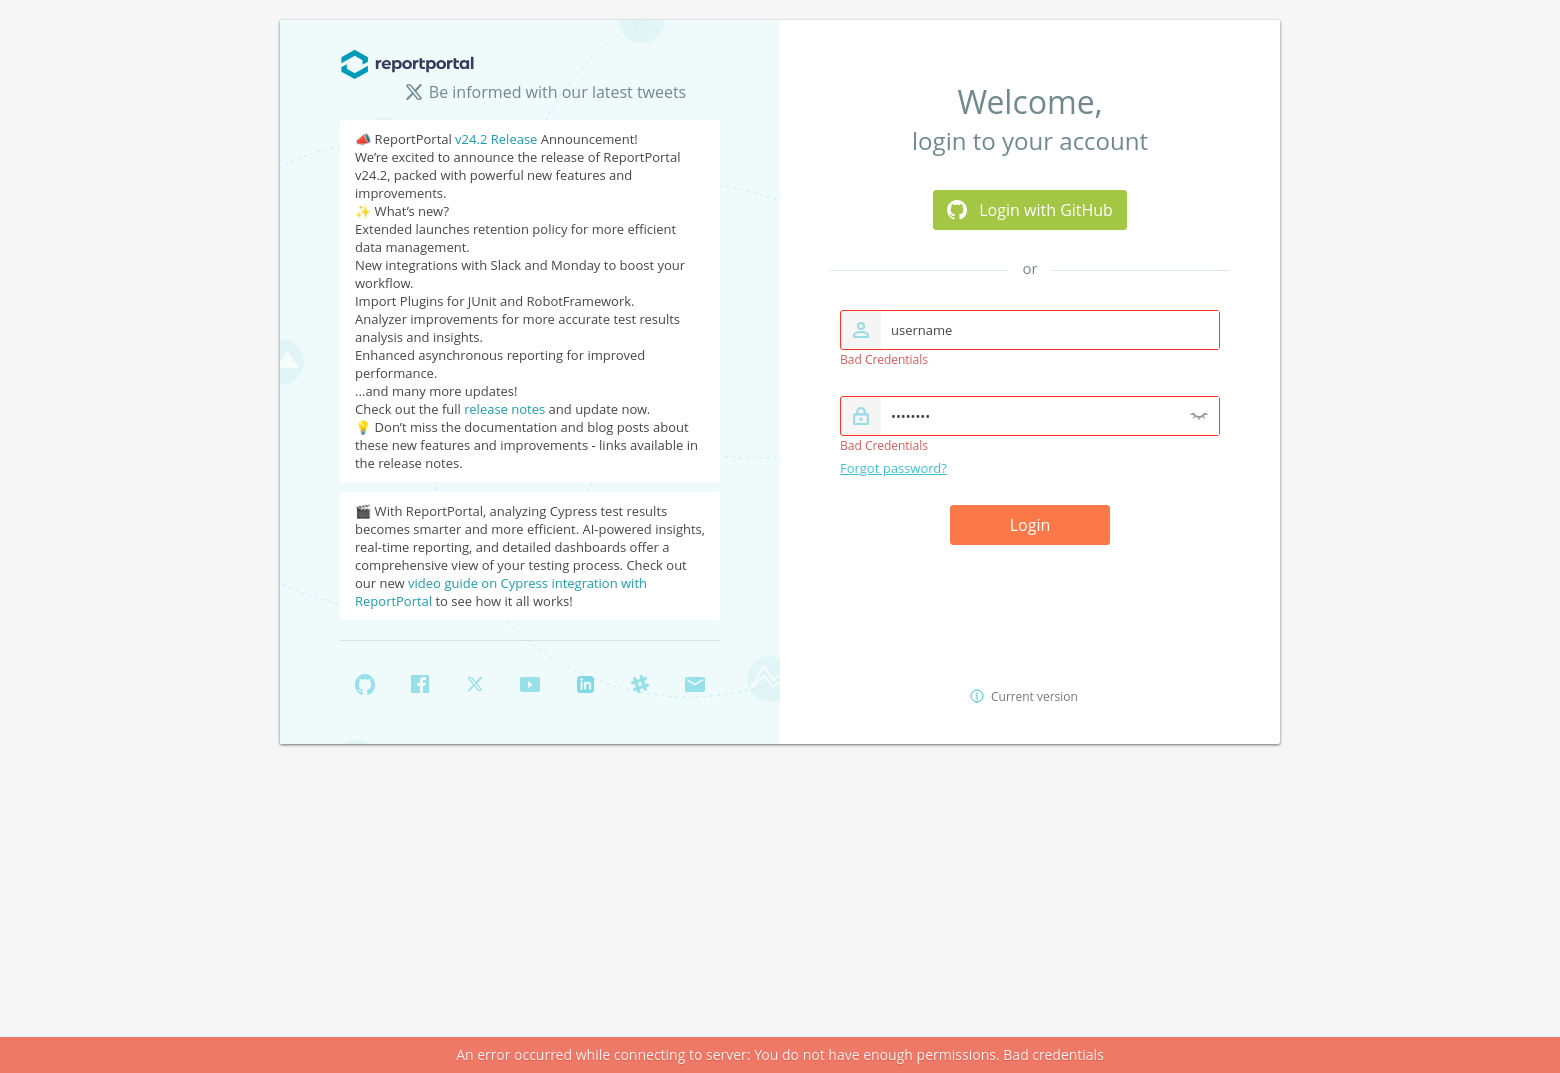 reportportal
Be informed with our latest tweets
📣 ReportPortal v24.2 Release Announcement!
We’re excited to announce the release of ReportPortal
v24.2, packed with powerful new features and
improvements.
✨ What’s new?
Extended launches retention policy for more efficient
data management.
New integrations with Slack and Monday to boost your
workflow.
Import Plugins for JUnit and RobotFramework.
Analyzer improvements for more accurate test results
analysis and insights.
Enhanced asynchronous reporting for improved
performance.
...and many more updates!
Check out the full release notes and update now.
💡 Don’t miss the documentation and blog posts about
these new features and improvements - links available in
the release notes.
🎬 With ReportPortal, analyzing Cypress test results
becomes smarter and more efficient. AI-powered insights,
real-time reporting, and detailed dashboards offer a
comprehensive view of your testing process. Check out
our new video guide on Cypress integration with
ReportPortal to see how it all works!
Welcome,
login to your account
Login with GitHub
or
username
Bad Credentials
••••••••
Bad Credentials
Forgot password?
Login
Current version
An error occurred while connecting to server: You do not have enough permissions. Bad credentials